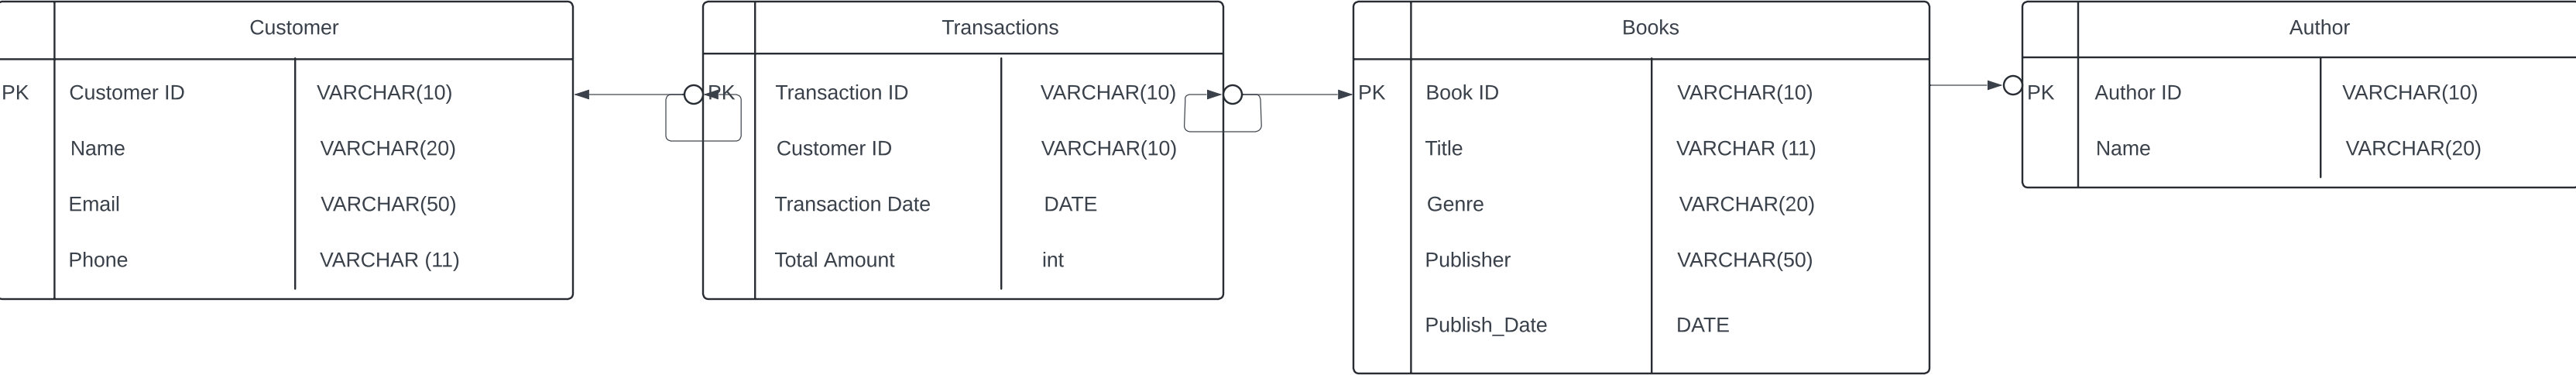 Customer
PK Customer ID VARCHAR(10)
Name VARCHAR(20)
Email VARCHAR(50)
Phone VARCHAR (11)
Transactions
PK Transaction ID VARCHAR(10)
Customer ID VARCHAR(10)
Transaction Date DATE
Total Amount int
Books
PK Book ID VARCHAR(10)
Title VARCHAR (11)
Genre VARCHAR(20)
Publisher VARCHAR(50)
Publish_Date DATE
Author
PK Author ID VARCHAR(10)
Name VARCHAR(20)